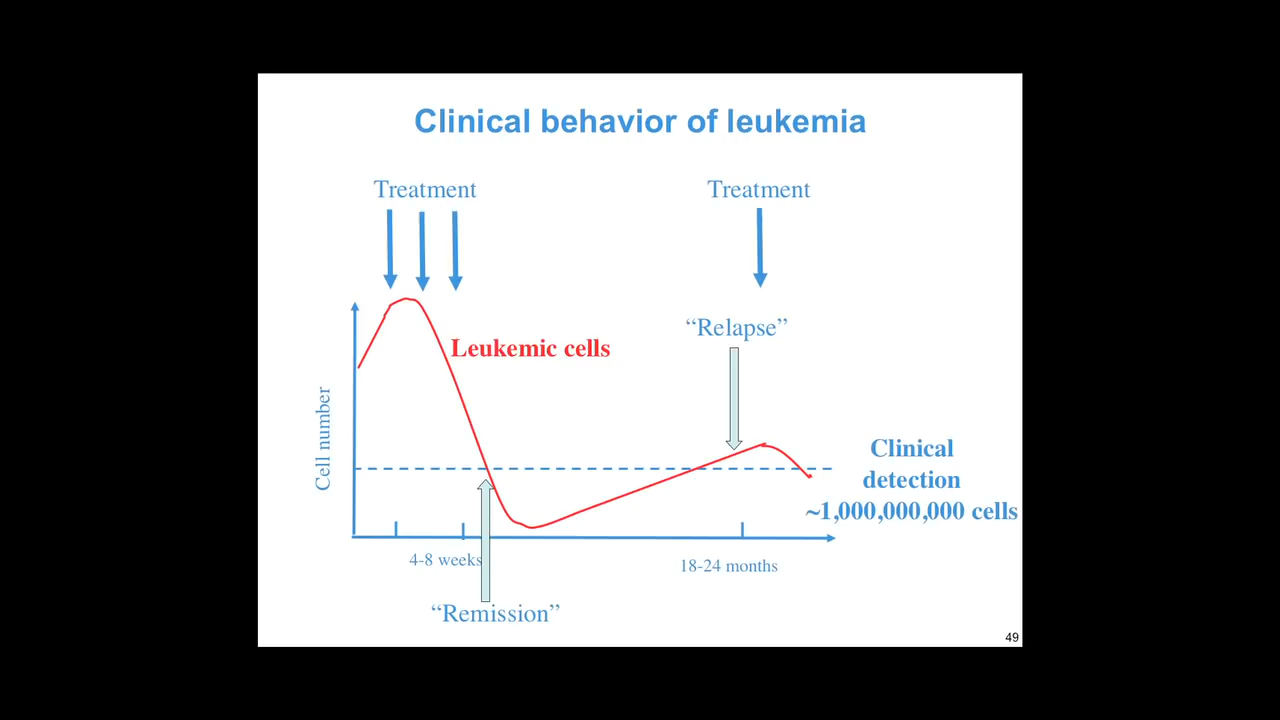 Clinical behavior of leukemia
Treatment
Treatment
“Relapse”
Leukemic cells
Cell number
Clinical
detection
~1,000,000,000 cells
4-8 weeks
18-24 months
“Remission”
49